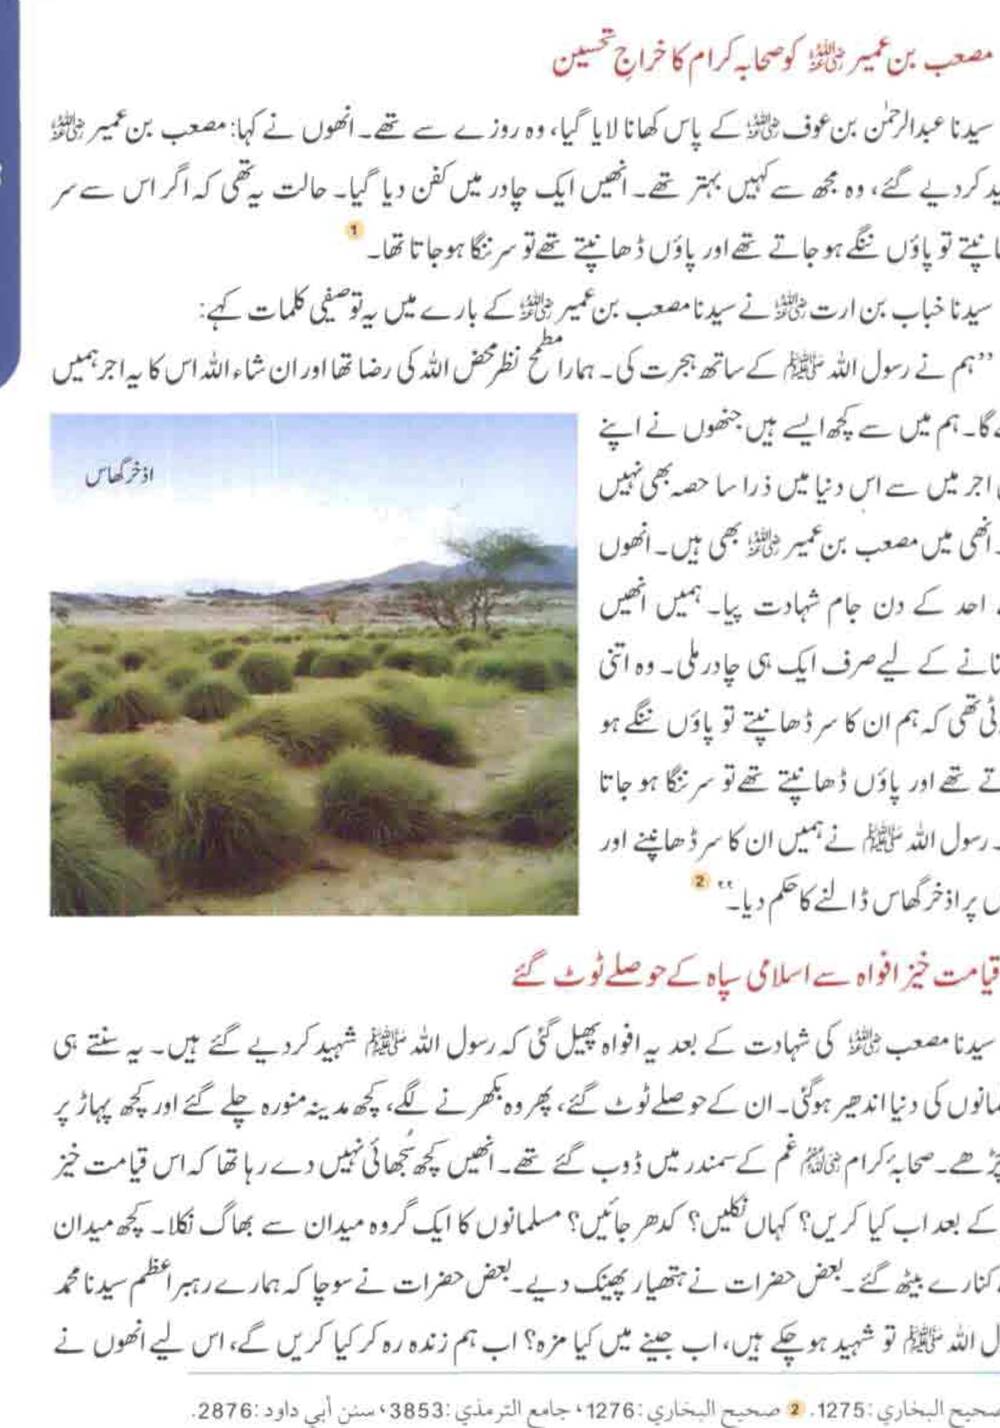 مصعب بن عمیر رضی اللہ عنہ کو صحابہ کرام کا خراجِ تحسین
سیدنا عبدالرحمٰن بن عوف رضی اللہ عنہ کے پاس کھانا لایا گیا، وہ روزے سے تھے۔ انھوں نے کہا: مصعب بن عمیر رضی اللہ عنہ
ید کر دیے گئے، وہ مجھ سے کہیں بہتر تھے۔ انھیں ایک چادر میں کفن دیا گیا۔ حالت یہ تھی کہ اگر اس سے سر
انپتے تو پاؤں ننگے ہو جاتے تھے اور پاؤں ڈھانپتے تھے تو سر ننگا ہو جاتا تھا۔ 1
سیدنا خباب بن ارت رضی اللہ عنہ نے سیدنا مصعب بن عمیر رضی اللہ عنہ کے بارے میں یہ توصیفی کلمات کہے:
’’ہم نے رسول اللہ ﷺ کے ساتھ ہجرت کی۔ ہمارا مطمح نظر محض اللہ کی رضا تھا اور ان شاء اللہ اس کا یہ اجر ہمیں
ے گا۔ ہم میں سے کچھ ایسے ہیں جنھوں نے اپنے
اجر میں سے اس دنیا میں ذرا سا حصہ بھی نہیں
۔ انھی میں مصعب بن عمیر رضی اللہ عنہ بھی ہیں۔ انھوں
احد کے دن جام شہادت پیا۔ ہمیں انھیں
نانے کے لیے صرف ایک ہی چادر ملی۔ وہ اتنی
ٹی تھی کہ ہم ان کا سر ڈھانپتے تو پاؤں ننگے ہو
تے تھے اور پاؤں ڈھانپتے تھے تو سر ننگا ہو جاتا
۔ رسول اللہ ﷺ نے ہمیں ان کا سر ڈھانپنے اور
ں پر اذخر گھاس ڈالنے کا حکم دیا۔‘‘ 2
اذخر گھاس
قیامت خیز افواہ سے اسلامی سپاہ کے حوصلے ٹوٹ گئے
سیدنا مصعب رضی اللہ عنہ کی شہادت کے بعد یہ افواہ پھیل گئی کہ رسول اللہ ﷺ شہید کر دیے گئے ہیں۔ یہ سنتے ہی
مانوں کی دنیا اندھیر ہو گئی۔ ان کے حوصلے ٹوٹ گئے، پھر وہ بکھرنے لگے، کچھ مدینہ منورہ چلے گئے اور کچھ پہاڑ پر
چڑھے۔ صحابۂ کرام رضی اللہ عنہم غم کے سمندر میں ڈوب گئے تھے۔ انھیں کچھ سُجھائی نہیں دے رہا تھا کہ اس قیامت خیز
کے بعد اب کیا کریں؟ کہاں نکلیں؟ کدھر جائیں؟ مسلمانوں کا ایک گروہ میدان سے بھاگ نکلا۔ کچھ میدان
کنارے بیٹھ گئے۔ بعض حضرات نے ہتھیار پھینک دیے۔ بعض حضرات نے سوچا کہ ہمارے رہبر اعظم سیدنا محمد
ل اللہ ﷺ تو شہید ہو چکے ہیں، اب جینے میں کیا مزہ؟ اب ہم زندہ رہ کر کیا کریں گے، اس لیے انھوں نے
صحیح البخاري: 1275. 2 صحیح البخاري: 1276، جامع الترمذي: 3853، سنن أبي داود: 2876.